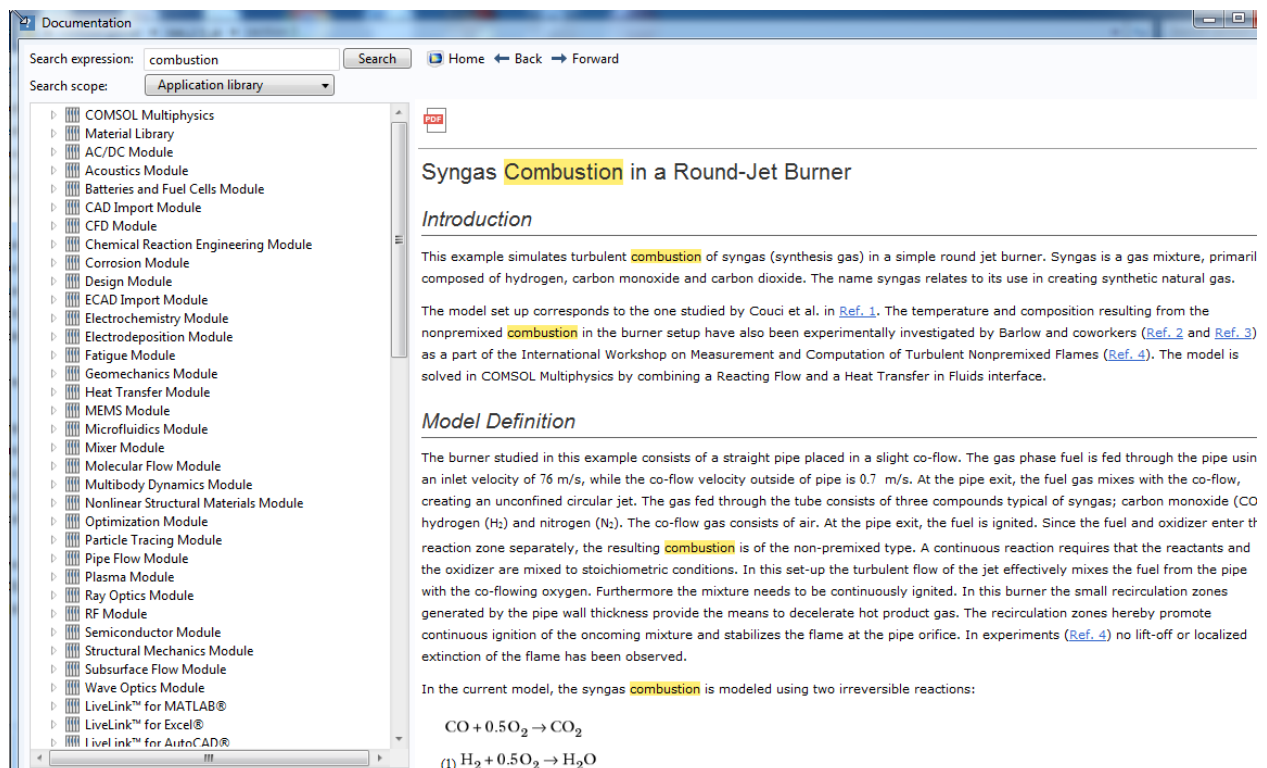 Documentation
Search expression: combustion Search Home Back Forward
Search scope: Application library
COMSOL Multiphysics
Material Library
AC/DC Module
Acoustics Module
Batteries and Fuel Cells Module
CAD Import Module
CFD Module
Chemical Reaction Engineering Module
Corrosion Module
Design Module
ECAD Import Module
Electrochemistry Module
Electrodeposition Module
Fatigue Module
Geomechanics Module
Heat Transfer Module
MEMS Module
Microfluidics Module
Mixer Module
Molecular Flow Module
Multibody Dynamics Module
Nonlinear Structural Materials Module
Optimization Module
Particle Tracing Module
Pipe Flow Module
Plasma Module
Ray Optics Module
RF Module
Semiconductor Module
Structural Mechanics Module
Subsurface Flow Module
Wave Optics Module
LiveLink™ for MATLAB®
LiveLink™ for Excel®
LiveLink™ for AutoCAD®
PDF
Syngas Combustion in a Round-Jet Burner
Introduction
This example simulates turbulent combustion of syngas (synthesis gas) in a simple round jet burner. Syngas is a gas mixture, primaril
composed of hydrogen, carbon monoxide and carbon dioxide. The name syngas relates to its use in creating synthetic natural gas.
The model set up corresponds to the one studied by Couci et al. in Ref. 1. The temperature and composition resulting from the
nonpremixed combustion in the burner setup have also been experimentally investigated by Barlow and coworkers (Ref. 2 and Ref. 3)
as a part of the International Workshop on Measurement and Computation of Turbulent Nonpremixed Flames (Ref. 4). The model is
solved in COMSOL Multiphysics by combining a Reacting Flow and a Heat Transfer in Fluids interface.
Model Definition
The burner studied in this example consists of a straight pipe placed in a slight co-flow. The gas phase fuel is fed through the pipe usin
an inlet velocity of 76 m/s, while the co-flow velocity outside of pipe is 0.7 m/s. At the pipe exit, the fuel gas mixes with the co-flow,
creating an unconfined circular jet. The gas fed through the tube consists of three compounds typical of syngas; carbon monoxide (CO
hydrogen (H₂) and nitrogen (N₂). The co-flow gas consists of air. At the pipe exit, the fuel is ignited. Since the fuel and oxidizer enter th
reaction zone separately, the resulting combustion is of the non-premixed type. A continuous reaction requires that the reactants and
the oxidizer are mixed to stoichiometric conditions. In this set-up the turbulent flow of the jet effectively mixes the fuel from the pipe
with the co-flowing oxygen. Furthermore the mixture needs to be continuously ignited. In this burner the small recirculation zones
generated by the pipe wall thickness provide the means to decelerate hot product gas. The recirculation zones hereby promote
continuous ignition of the oncoming mixture and stabilizes the flame at the pipe orifice. In experiments (Ref. 4) no lift-off or localized
extinction of the flame has been observed.
In the current model, the syngas combustion is modeled using two irreversible reactions:
CO + 0.5O₂ → CO₂
(1) H₂ + 0.5O₂ → H₂O